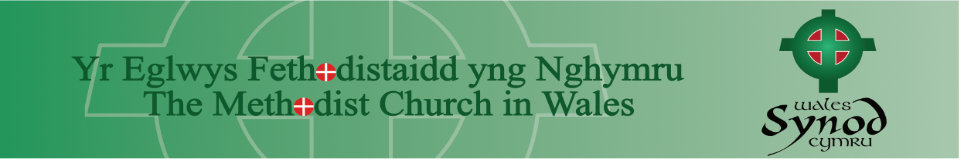 Yr Eglwys Fethodistaidd yng Nghymru
The Methodist Church in Wales
wales
Synod
cymru